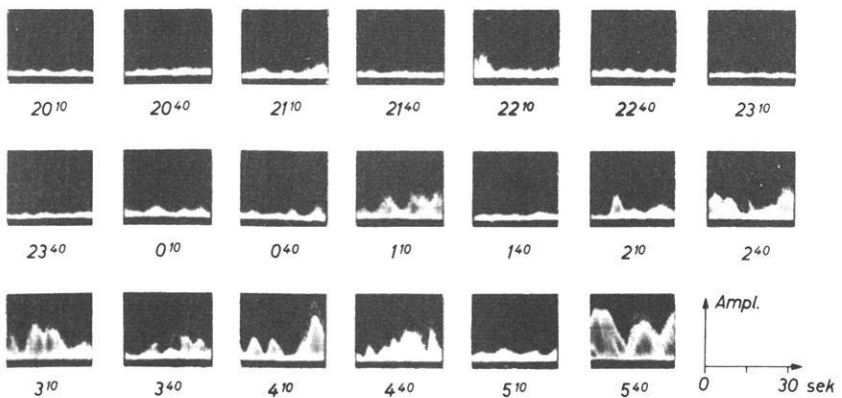 20¹⁰ 20⁴⁰ 21¹⁰ 21⁴⁰ 22¹⁰ 22⁴⁰ 23¹⁰
23⁴⁰ 0¹⁰ 0⁴⁰ 1¹⁰ 1⁴⁰ 2¹⁰ 2⁴⁰
Ampl.
3¹⁰ 3⁴⁰ 4¹⁰ 4⁴⁰ 5¹⁰ 5⁴⁰ 0 30 sek